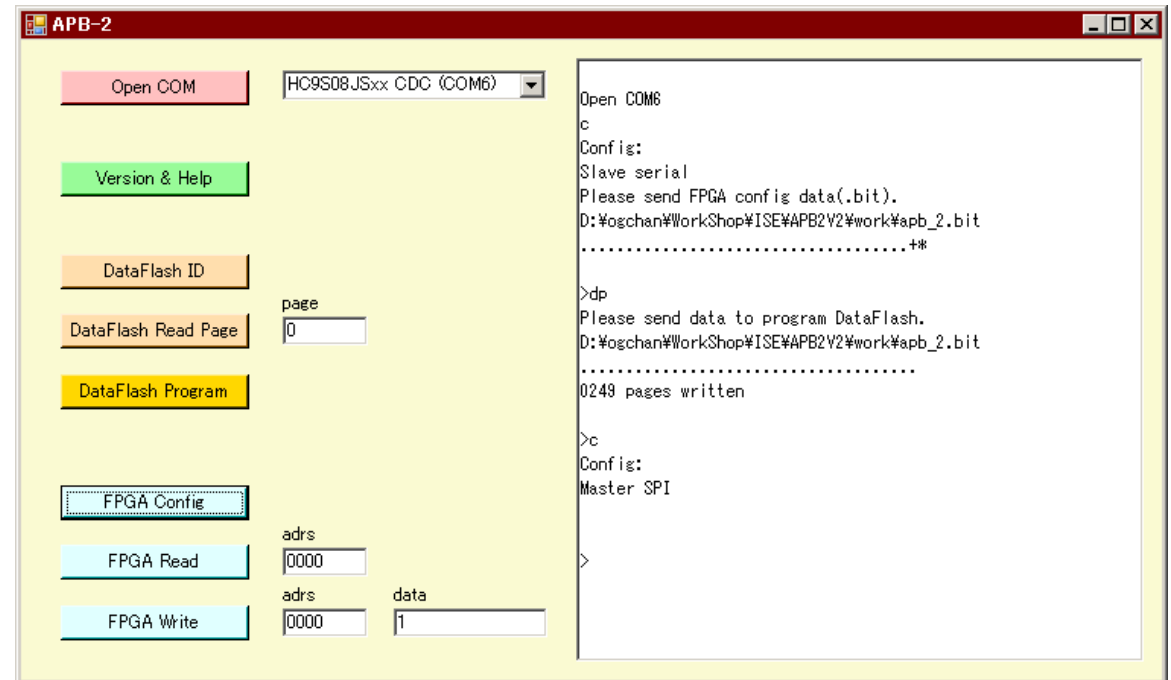 APB-2
Open COM
HC9S08JSxx CDC (COM6)
Version & Help
DataFlash ID
page
DataFlash Read Page
0
DataFlash Program
FPGA Config
adrs
FPGA Read
0000
adrs
data
FPGA Write
0000
1
Open COM6
c
Config:
Slave serial
Please send FPGA config data(.bit).
D:¥ogchan¥WorkShop¥ISE¥APB2V2¥work¥apb_2.bit
....................................+*
>dp
Please send data to program DataFlash.
D:¥ogchan¥WorkShop¥ISE¥APB2V2¥work¥apb_2.bit
.....................................
0249 pages written
>c
Config:
Master SPI
>